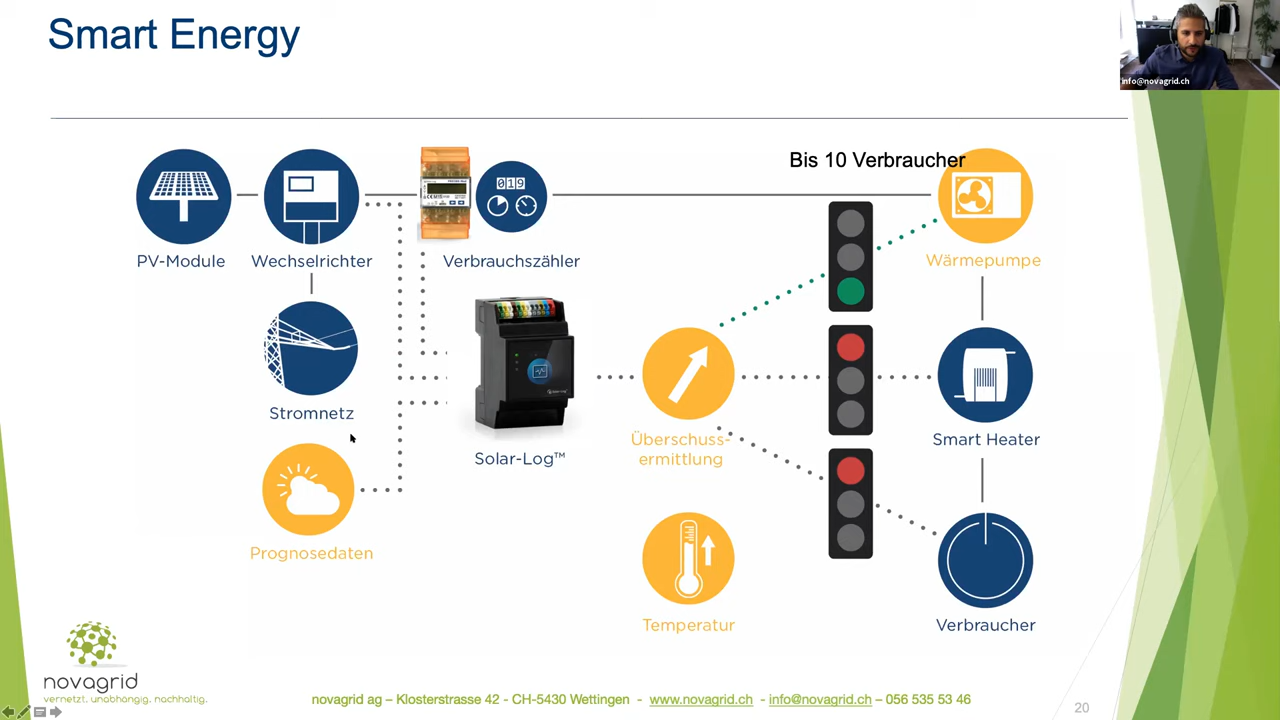 Smart Energy
info@novagrid.ch
Bis 10 Verbraucher
019
PV-Module
Wechselrichter
Verbrauchszähler
Wärmepumpe
Stromnetz
Solar-Log™
Überschuss-
ermittlung
Smart Heater
Prognosedaten
Temperatur
Verbraucher
novagrid
vernetzt, unabhängig, nachhaltig.
novagrid ag – Klosterstrasse 42 - CH-5430 Wettingen - www.novagrid.ch - info@novagrid.ch – 056 535 53 46
20